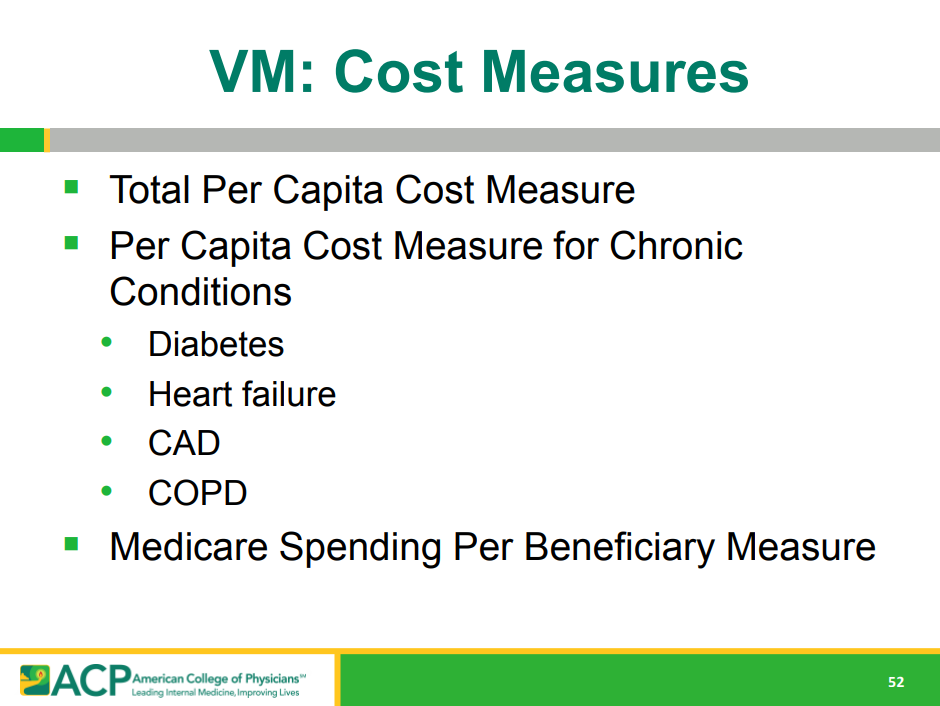 VM: Cost Measures
Total Per Capita Cost Measure
Per Capita Cost Measure for Chronic
Conditions
Diabetes
Heart failure
CAD
COPD
Medicare Spending Per Beneficiary Measure
ACP American College of Physicians℠
Leading Internal Medicine, Improving Lives
52